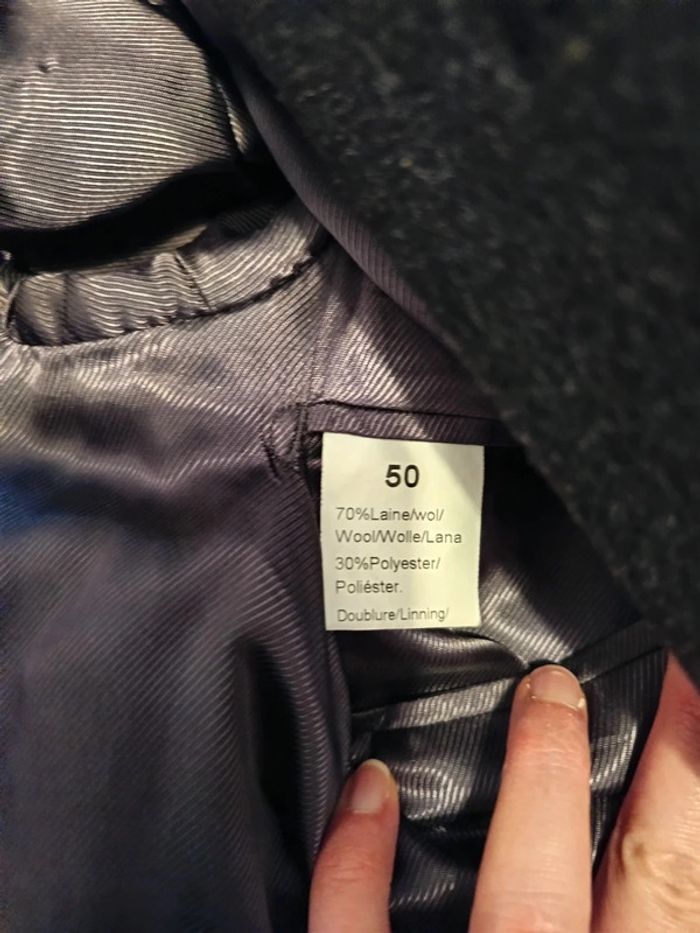 50
70%Laine/wol/
Wool/Wolle/Lana
30%Polyester/
Poliéster.
Doublure/Linning/